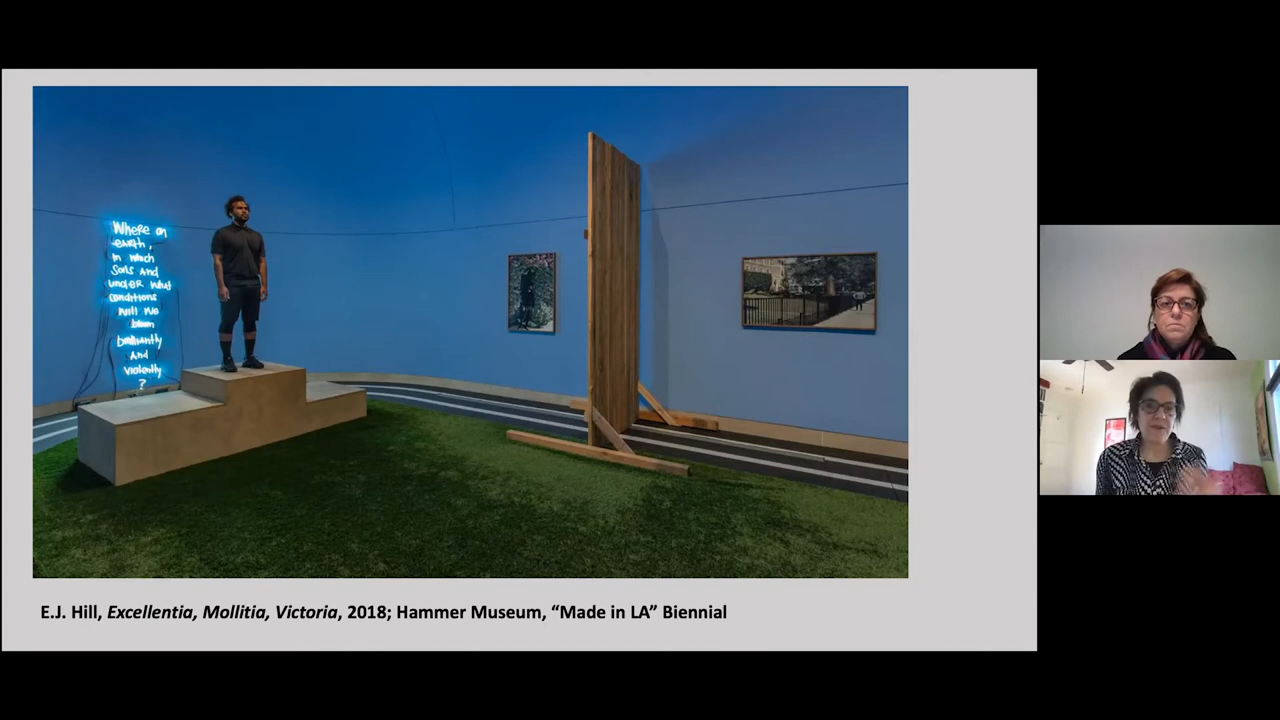 Where on
earth,
in which
Soils And
under what
conditions
will we
bloom
brilliantly
And
violently
?
E.J. Hill, Excellentia, Mollitia, Victoria, 2018; Hammer Museum, “Made in LA” Biennial